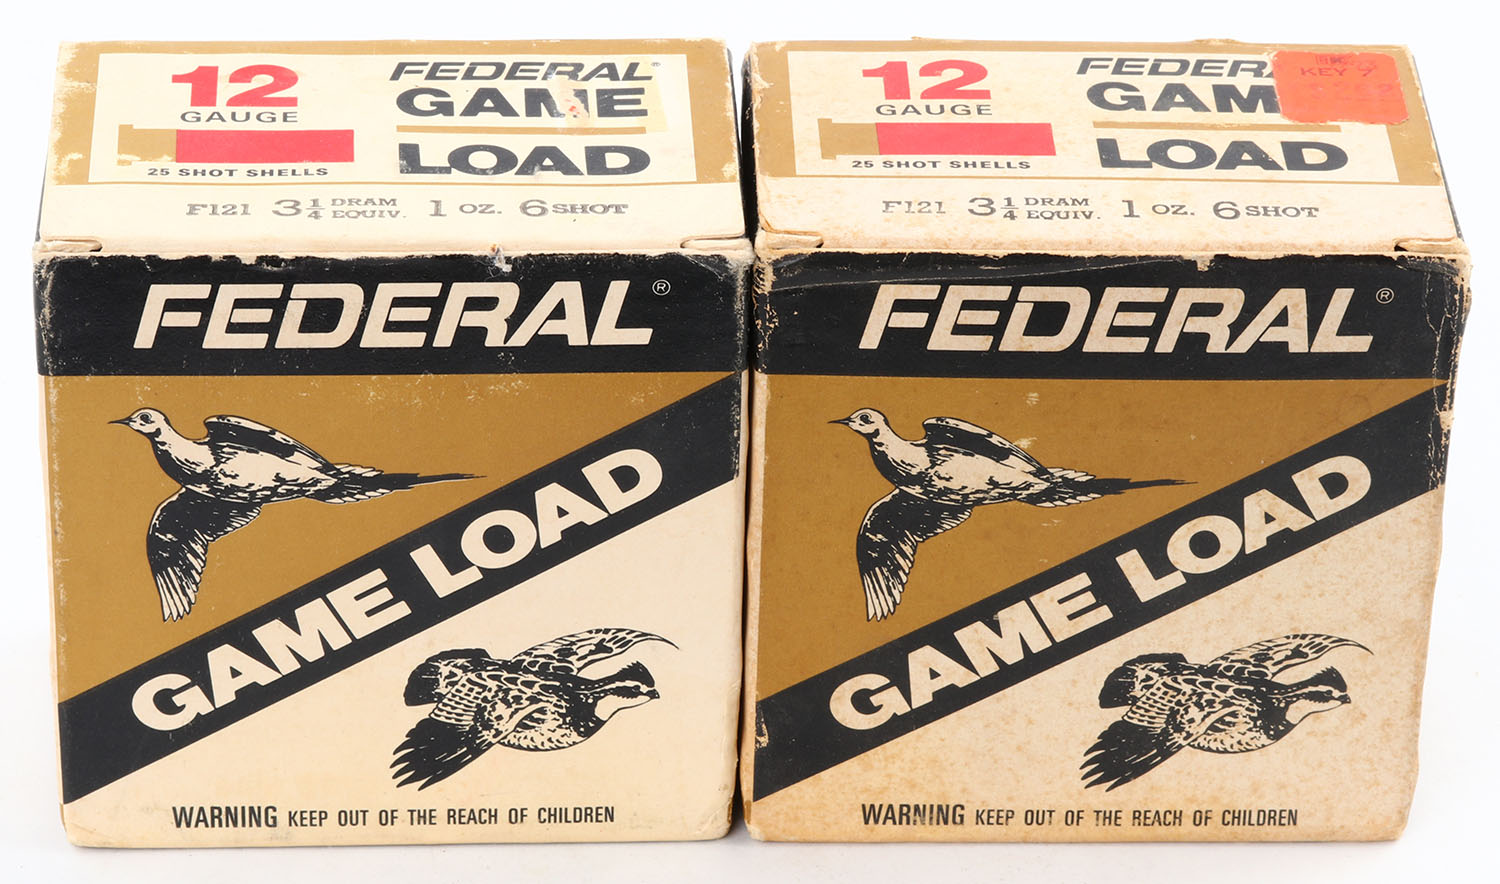 12
GAUGE
25 SHOT SHELLS
FEDERAL
GAME
LOAD
F121 3 1/4 DRAM EQUIV. 1 OZ. 6 SHOT
FEDERAL®
GAME LOAD
WARNING KEEP OUT OF THE REACH OF CHILDREN
12
GAUGE
25 SHOT SHELLS
FEDERA
GAM
LOAD
KEY 7
F121 3 1/4 DRAM EQUIV. 1 OZ. 6 SHOT
FEDERAL®
GAME LOAD
WARNING KEEP OUT OF THE REACH OF CHILDREN